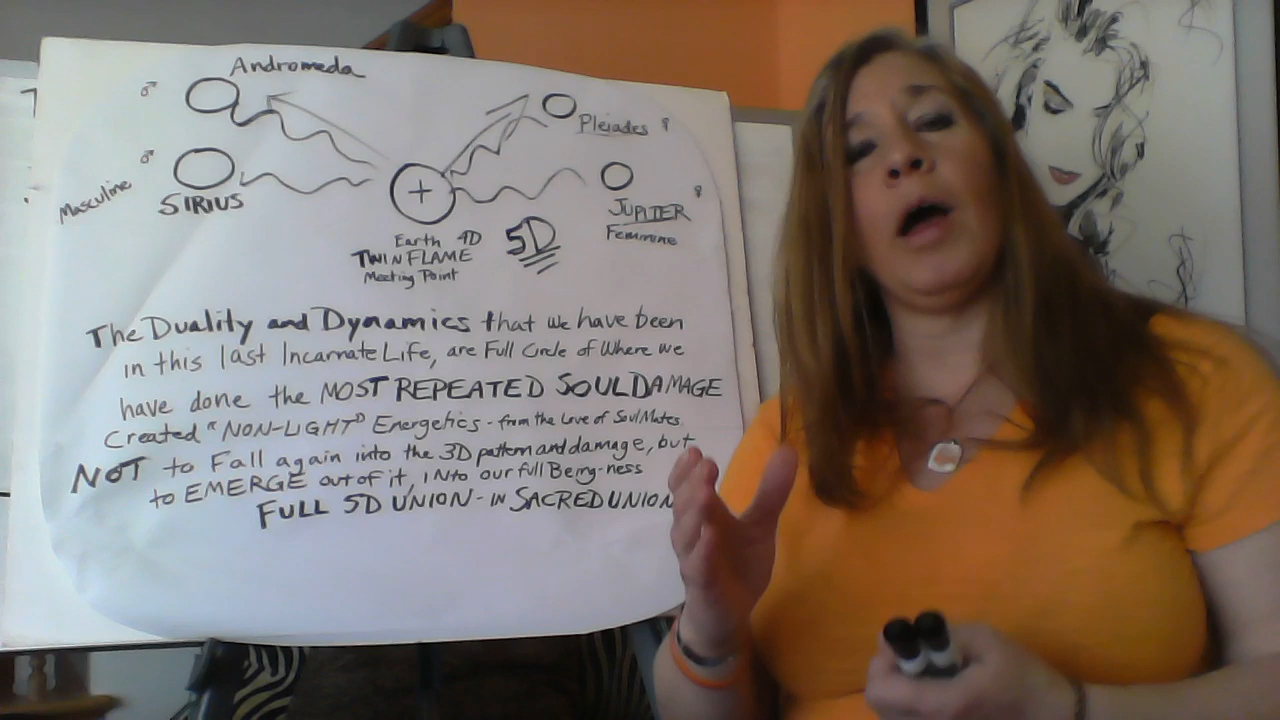 Andromeda
♂
Pleiades ♀
♂
Masculine
SIRIUS
JUPITER ♀
Feminine
Earth 4D
5D
TWIN FLAME
Meeting Point
The Duality and Dynamics that we have been
in this last Incarnate Life, are Full Circle of Where we
have done the MOST REPEATED SOUL DAMAGE
Created "NON-LIGHT" Energetics - from the Love of Soul Mates.
NOT to Fall again into the 3D pattern and damage, but
to EMERGE out of it, INto our full Being-ness
FULL 5D UNION - IN SACRED UNION